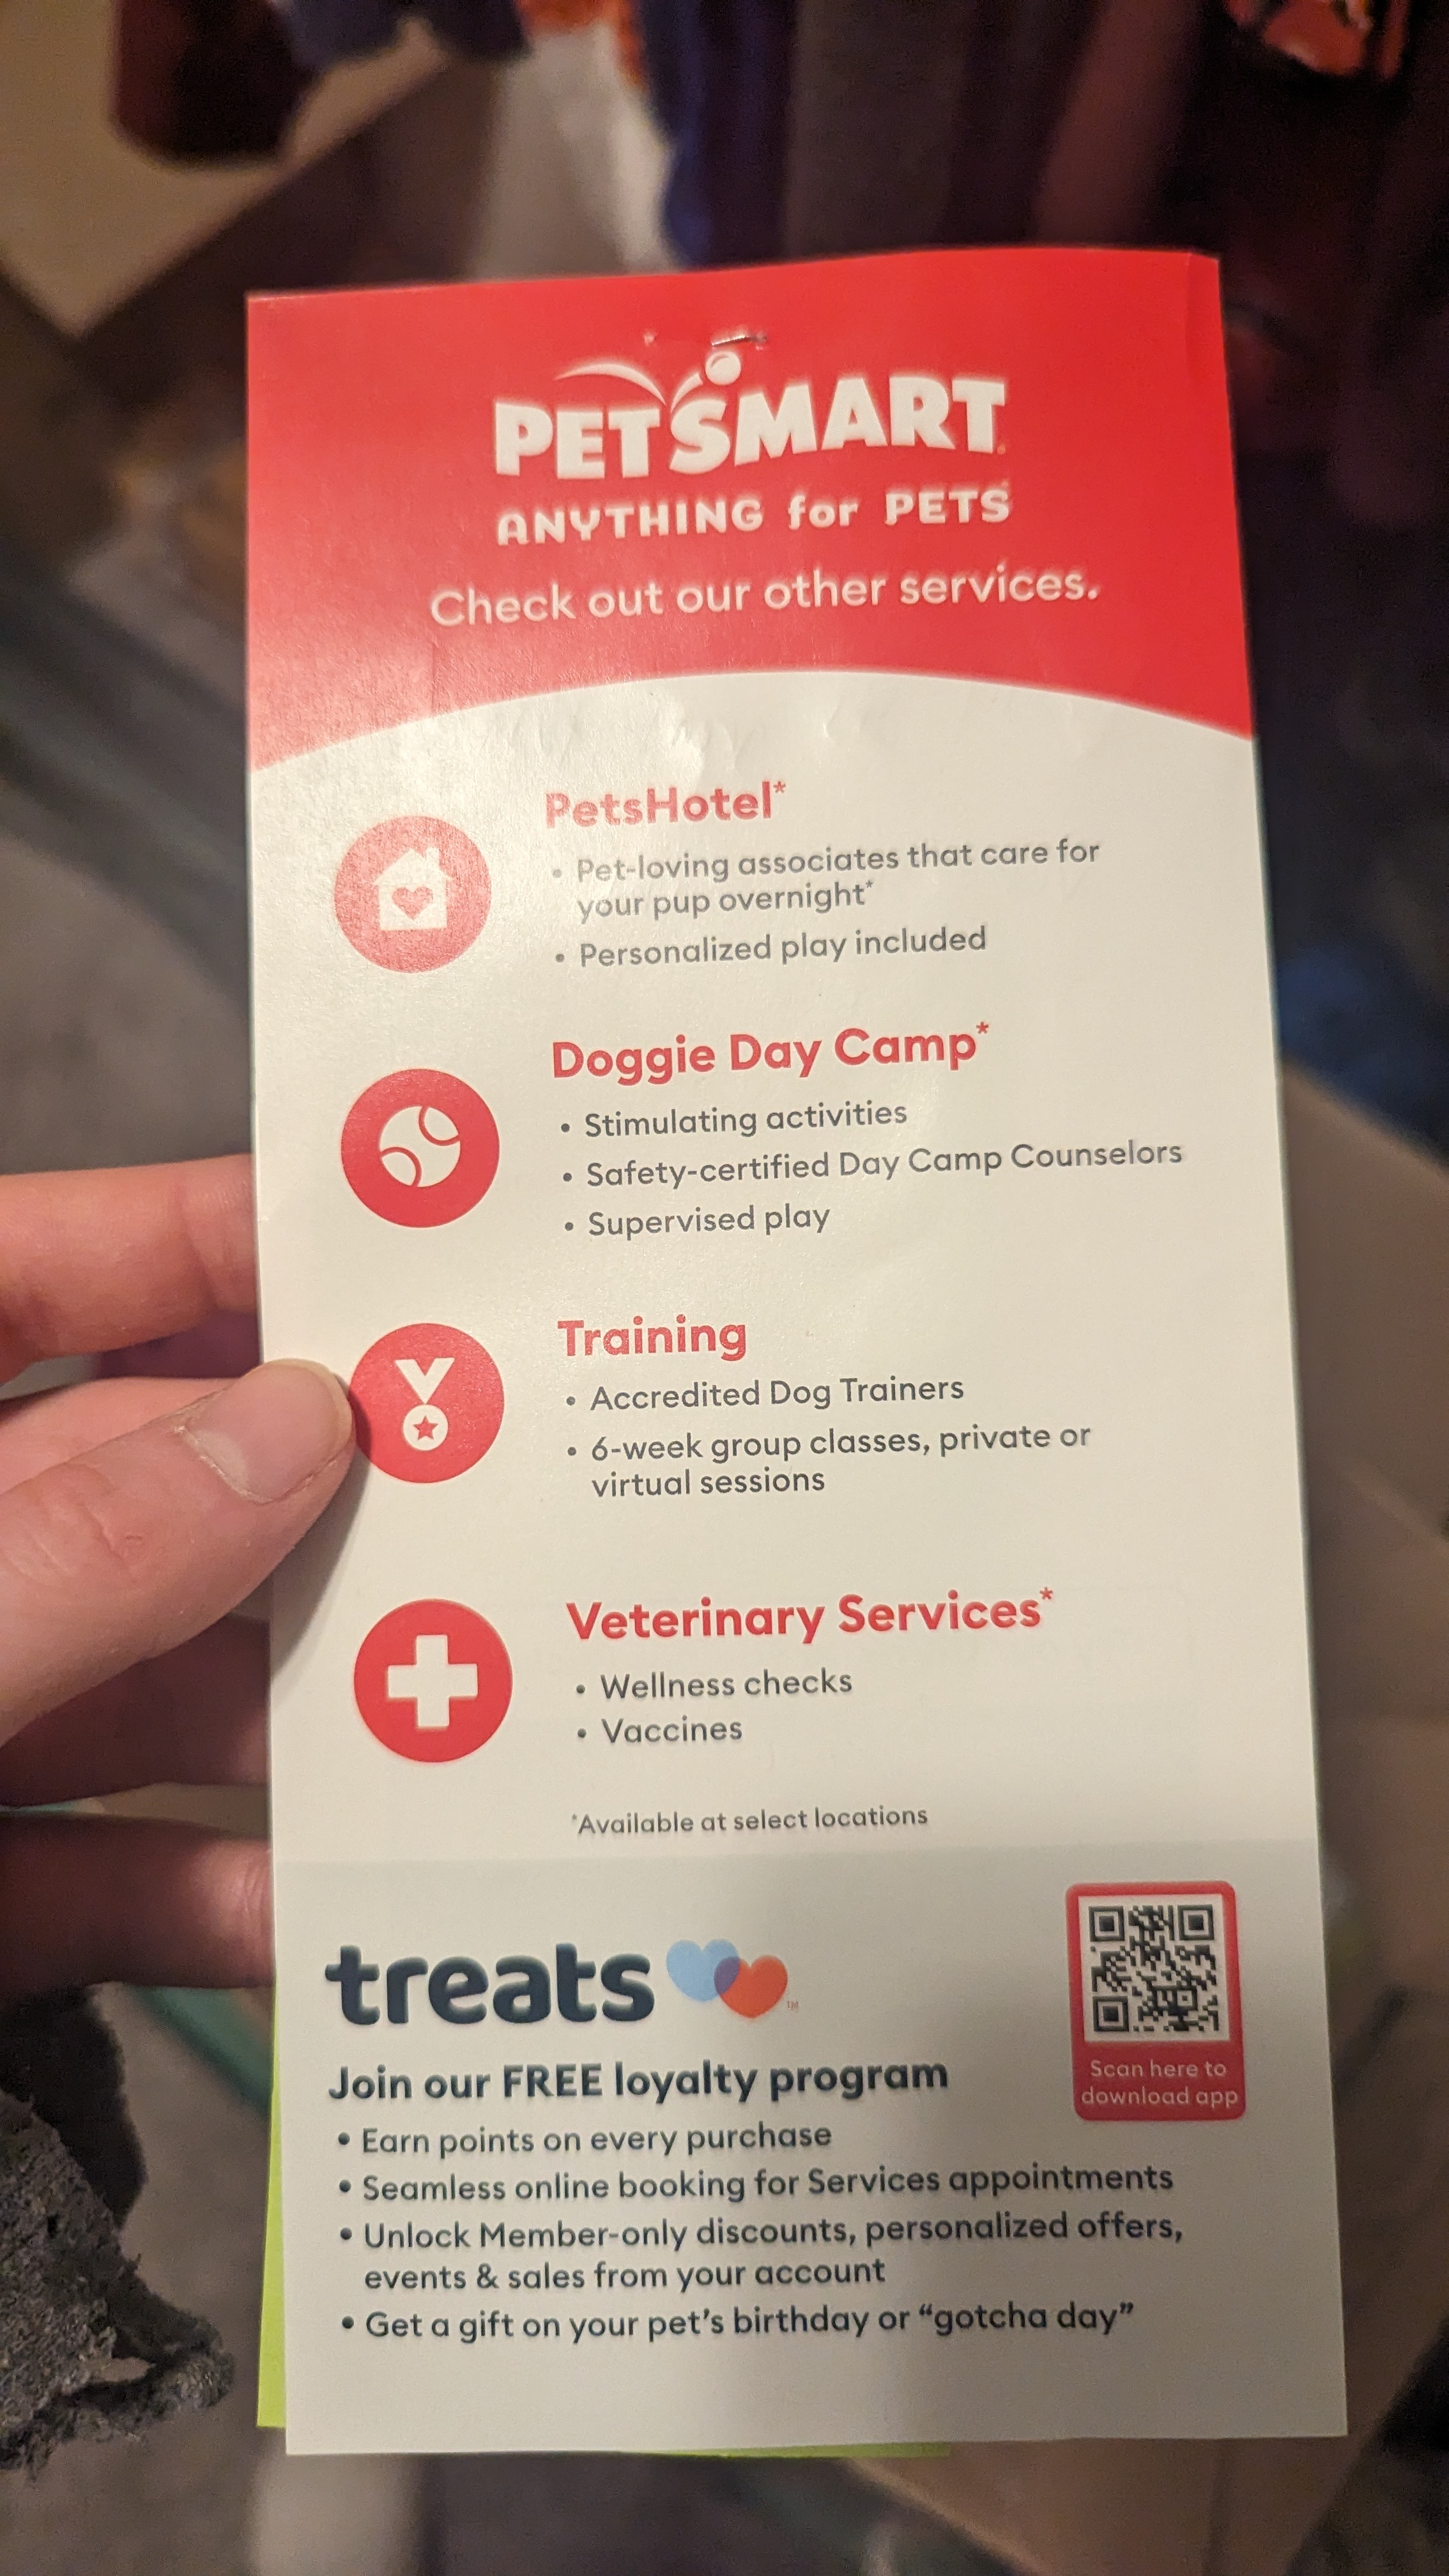 PETSMART
ANYTHING for PETS
Check out our other services.
PetsHotel*
• Pet-loving associates that care for
your pup overnight*
• Personalized play included
Doggie Day Camp*
• Stimulating activities
• Safety-certified Day Camp Counselors
• Supervised play
Training
• Accredited Dog Trainers
• 6-week group classes, private or
virtual sessions
Veterinary Services*
• Wellness checks
• Vaccines
*Available at select locations
treats ™
Scan here to
download app
Join our FREE loyalty program
• Earn points on every purchase
• Seamless online booking for Services appointments
• Unlock Member-only discounts, personalized offers,
events & sales from your account
• Get a gift on your pet’s birthday or “gotcha day”